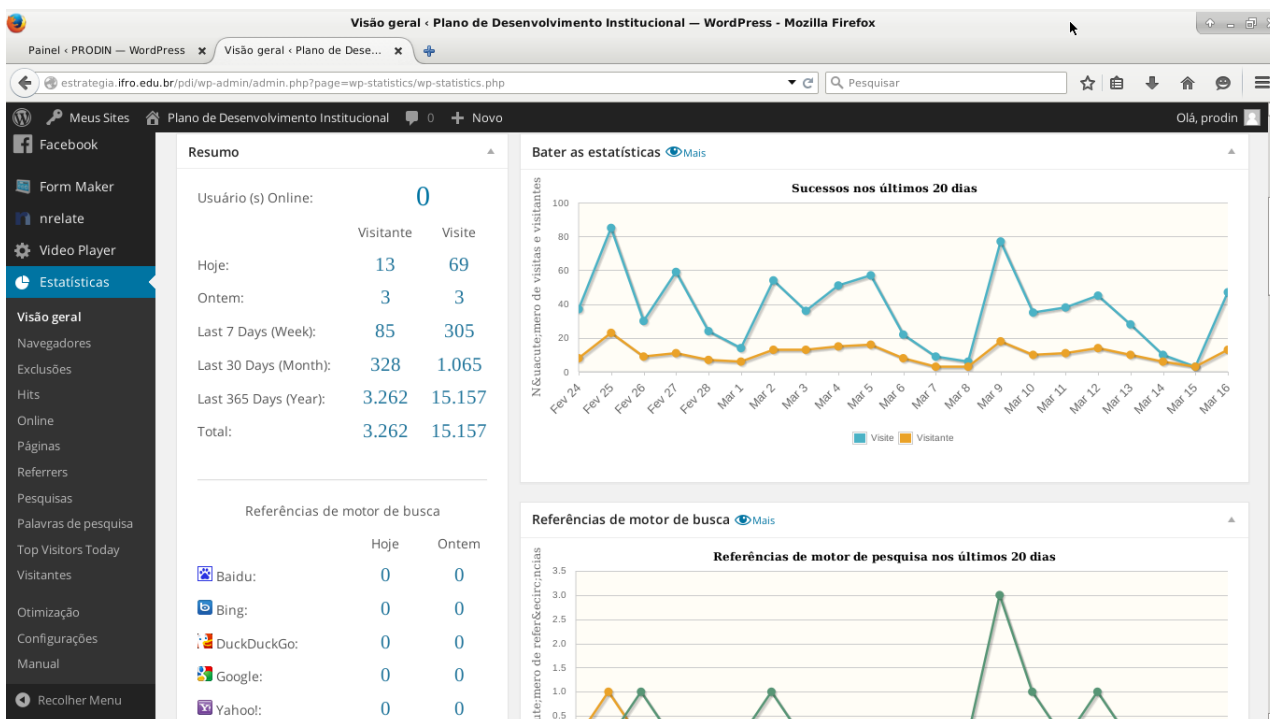 Visão geral ‹ Plano de Desenvolvimento Institucional — WordPress - Mozilla Firefox
Painel ‹ PRODIN — WordPress
Visão geral ‹ Plano de Dese...
estrategia.ifro.edu.br/pdi/wp-admin/admin.php?page=wp-statistics/wp-statistics.php
Pesquisar
Meus Sites
Plano de Desenvolvimento Institucional
0
Novo
Olá, prodin
Facebook
Form Maker
nrelate
Video Player
Estatísticas
Visão geral
Navegadores
Exclusões
Hits
Online
Páginas
Referrers
Pesquisas
Palavras de pesquisa
Top Visitors Today
Visitantes
Otimização
Configurações
Manual
Recolher Menu
Resumo
Usuário (s) Online: 0
Visitante Visite
Hoje: 13 69
Ontem: 3 3
Last 7 Days (Week): 85 305
Last 30 Days (Month): 328 1.065
Last 365 Days (Year): 3.262 15.157
Total: 3.262 15.157
Referências de motor de busca
Hoje Ontem
Baidu: 0 0
Bing: 0 0
DuckDuckGo: 0 0
Google: 0 0
Yahoo!: 0 0
Bater as estatísticas Mais
Sucessos nos últimos 20 dias
N&uacute;mero de visitas e visitantes
100
80
60
40
20
0
Fev 24 Fev 25 Fev 26 Fev 27 Fev 28 Mar 1 Mar 2 Mar 3 Mar 4 Mar 5 Mar 6 Mar 7 Mar 8 Mar 9 Mar 10 Mar 11 Mar 12 Mar 13 Mar 14 Mar 15 Mar 16
Visite Visitante
Referências de motor de busca Mais
Referências de motor de pesquisa nos últimos 20 dias
ute;mero de refer&ecirc;ncias
3.5
3.0
2.5
2.0
1.5
1.0
0.5